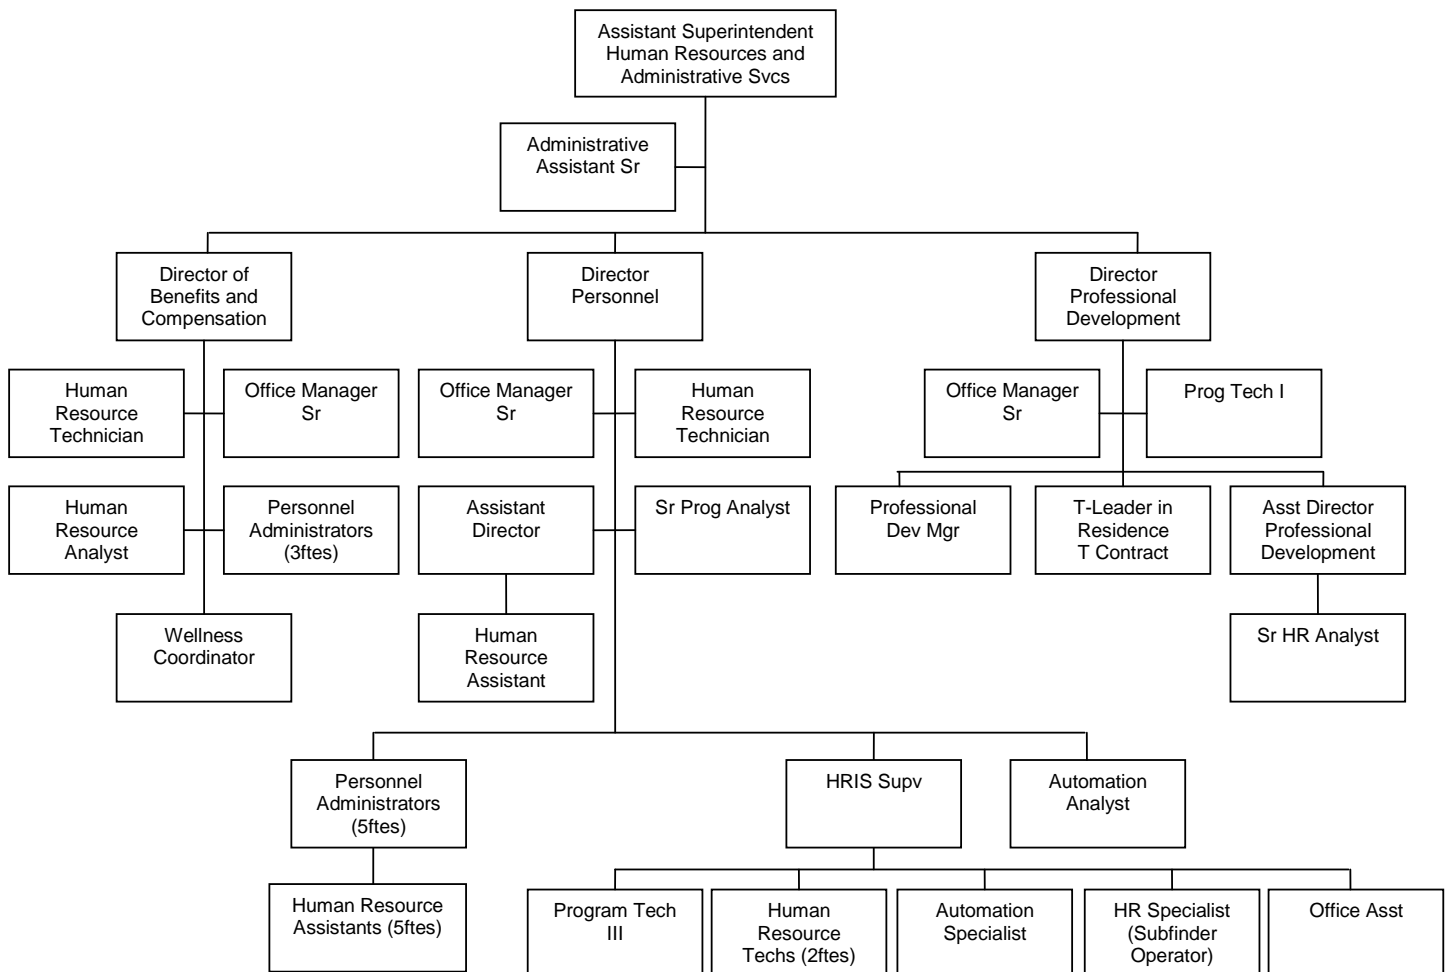 Assistant Superintendent
Human Resources and
Administrative Svcs
Administrative
Assistant Sr
Director of
Benefits and
Compensation
Director
Personnel
Director
Professional
Development
Human
Resource
Technician
Office Manager
Sr
Office Manager
Sr
Human
Resource
Technician
Office Manager
Sr
Prog Tech I
Human
Resource
Analyst
Personnel
Administrators
(3ftes)
Assistant
Director
Sr Prog Analyst
Professional
Dev Mgr
T-Leader in
Residence
T Contract
Asst Director
Professional
Development
Wellness
Coordinator
Human
Resource
Assistant
Sr HR Analyst
Personnel
Administrators
(5ftes)
HRIS Supv
Automation
Analyst
Human Resource
Assistants (5ftes)
Program Tech
III
Human
Resource
Techs (2ftes)
Automation
Specialist
HR Specialist
(Subfinder
Operator)
Office Asst